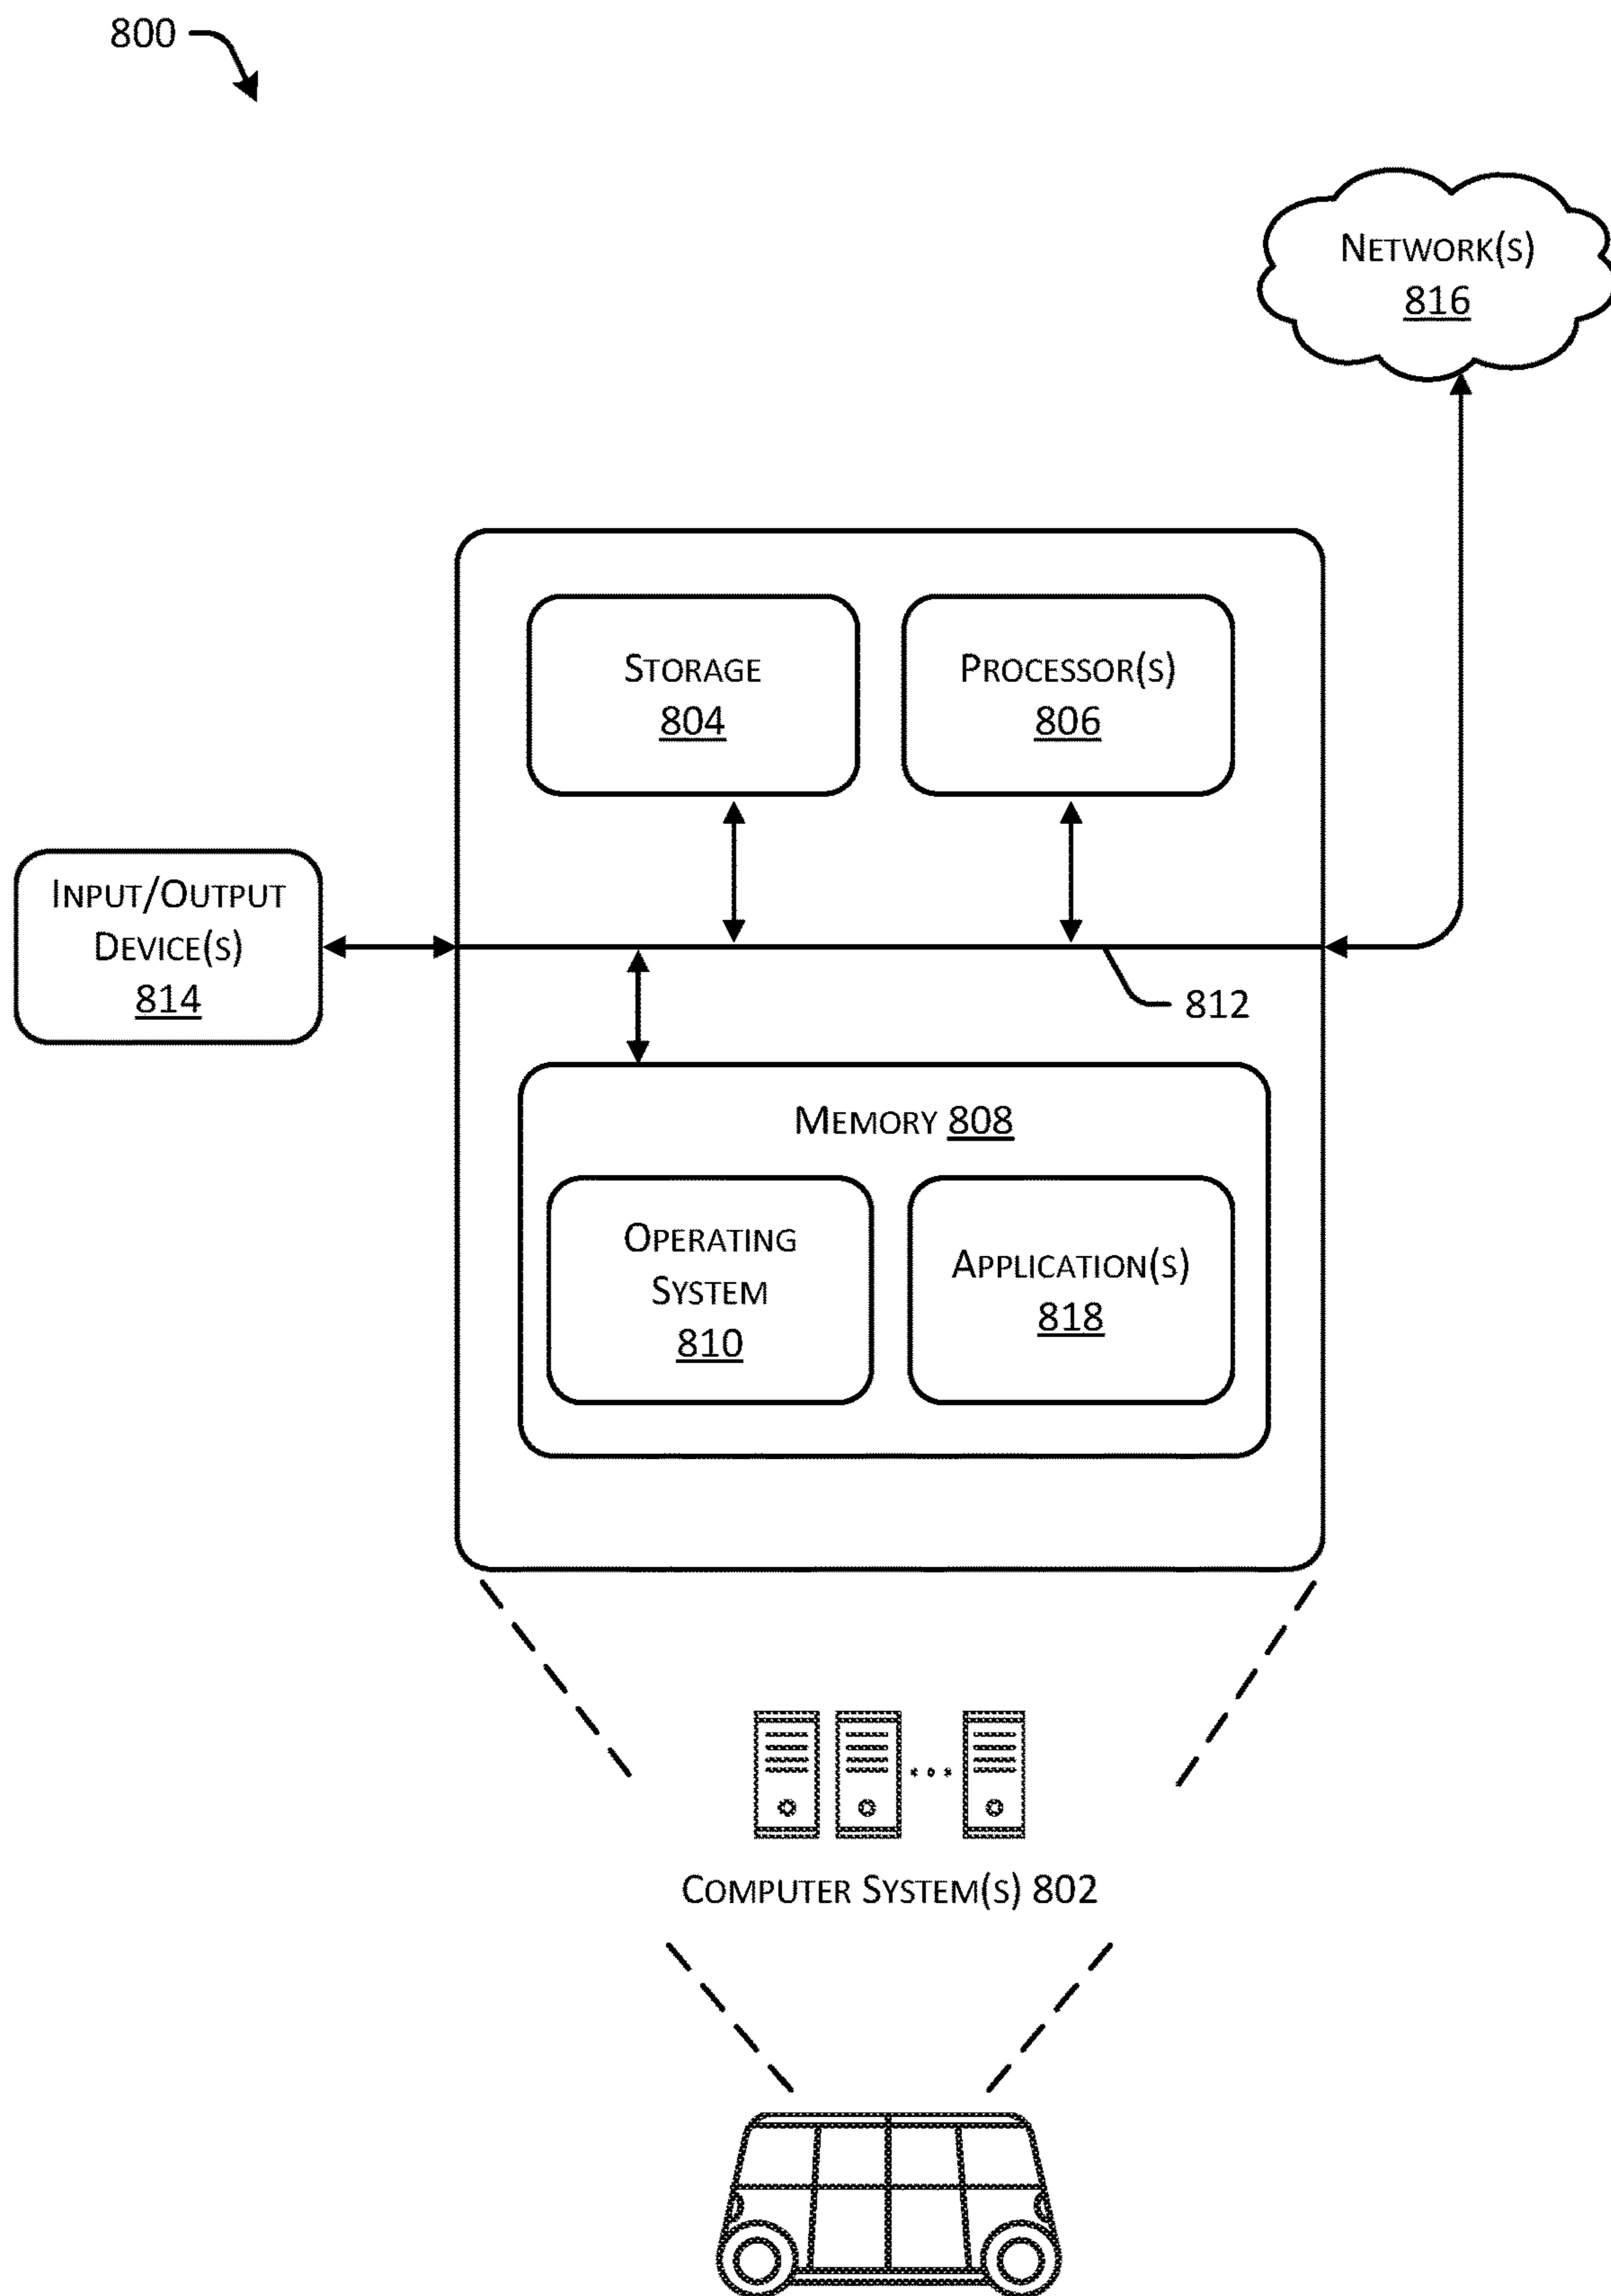 800
NETWORK(S)
816
STORAGE
804
PROCESSOR(S)
806
INPUT/OUTPUT
DEVICE(S)
814
812
MEMORY 808
OPERATING
SYSTEM
810
APPLICATION(S)
818
COMPUTER SYSTEM(S) 802